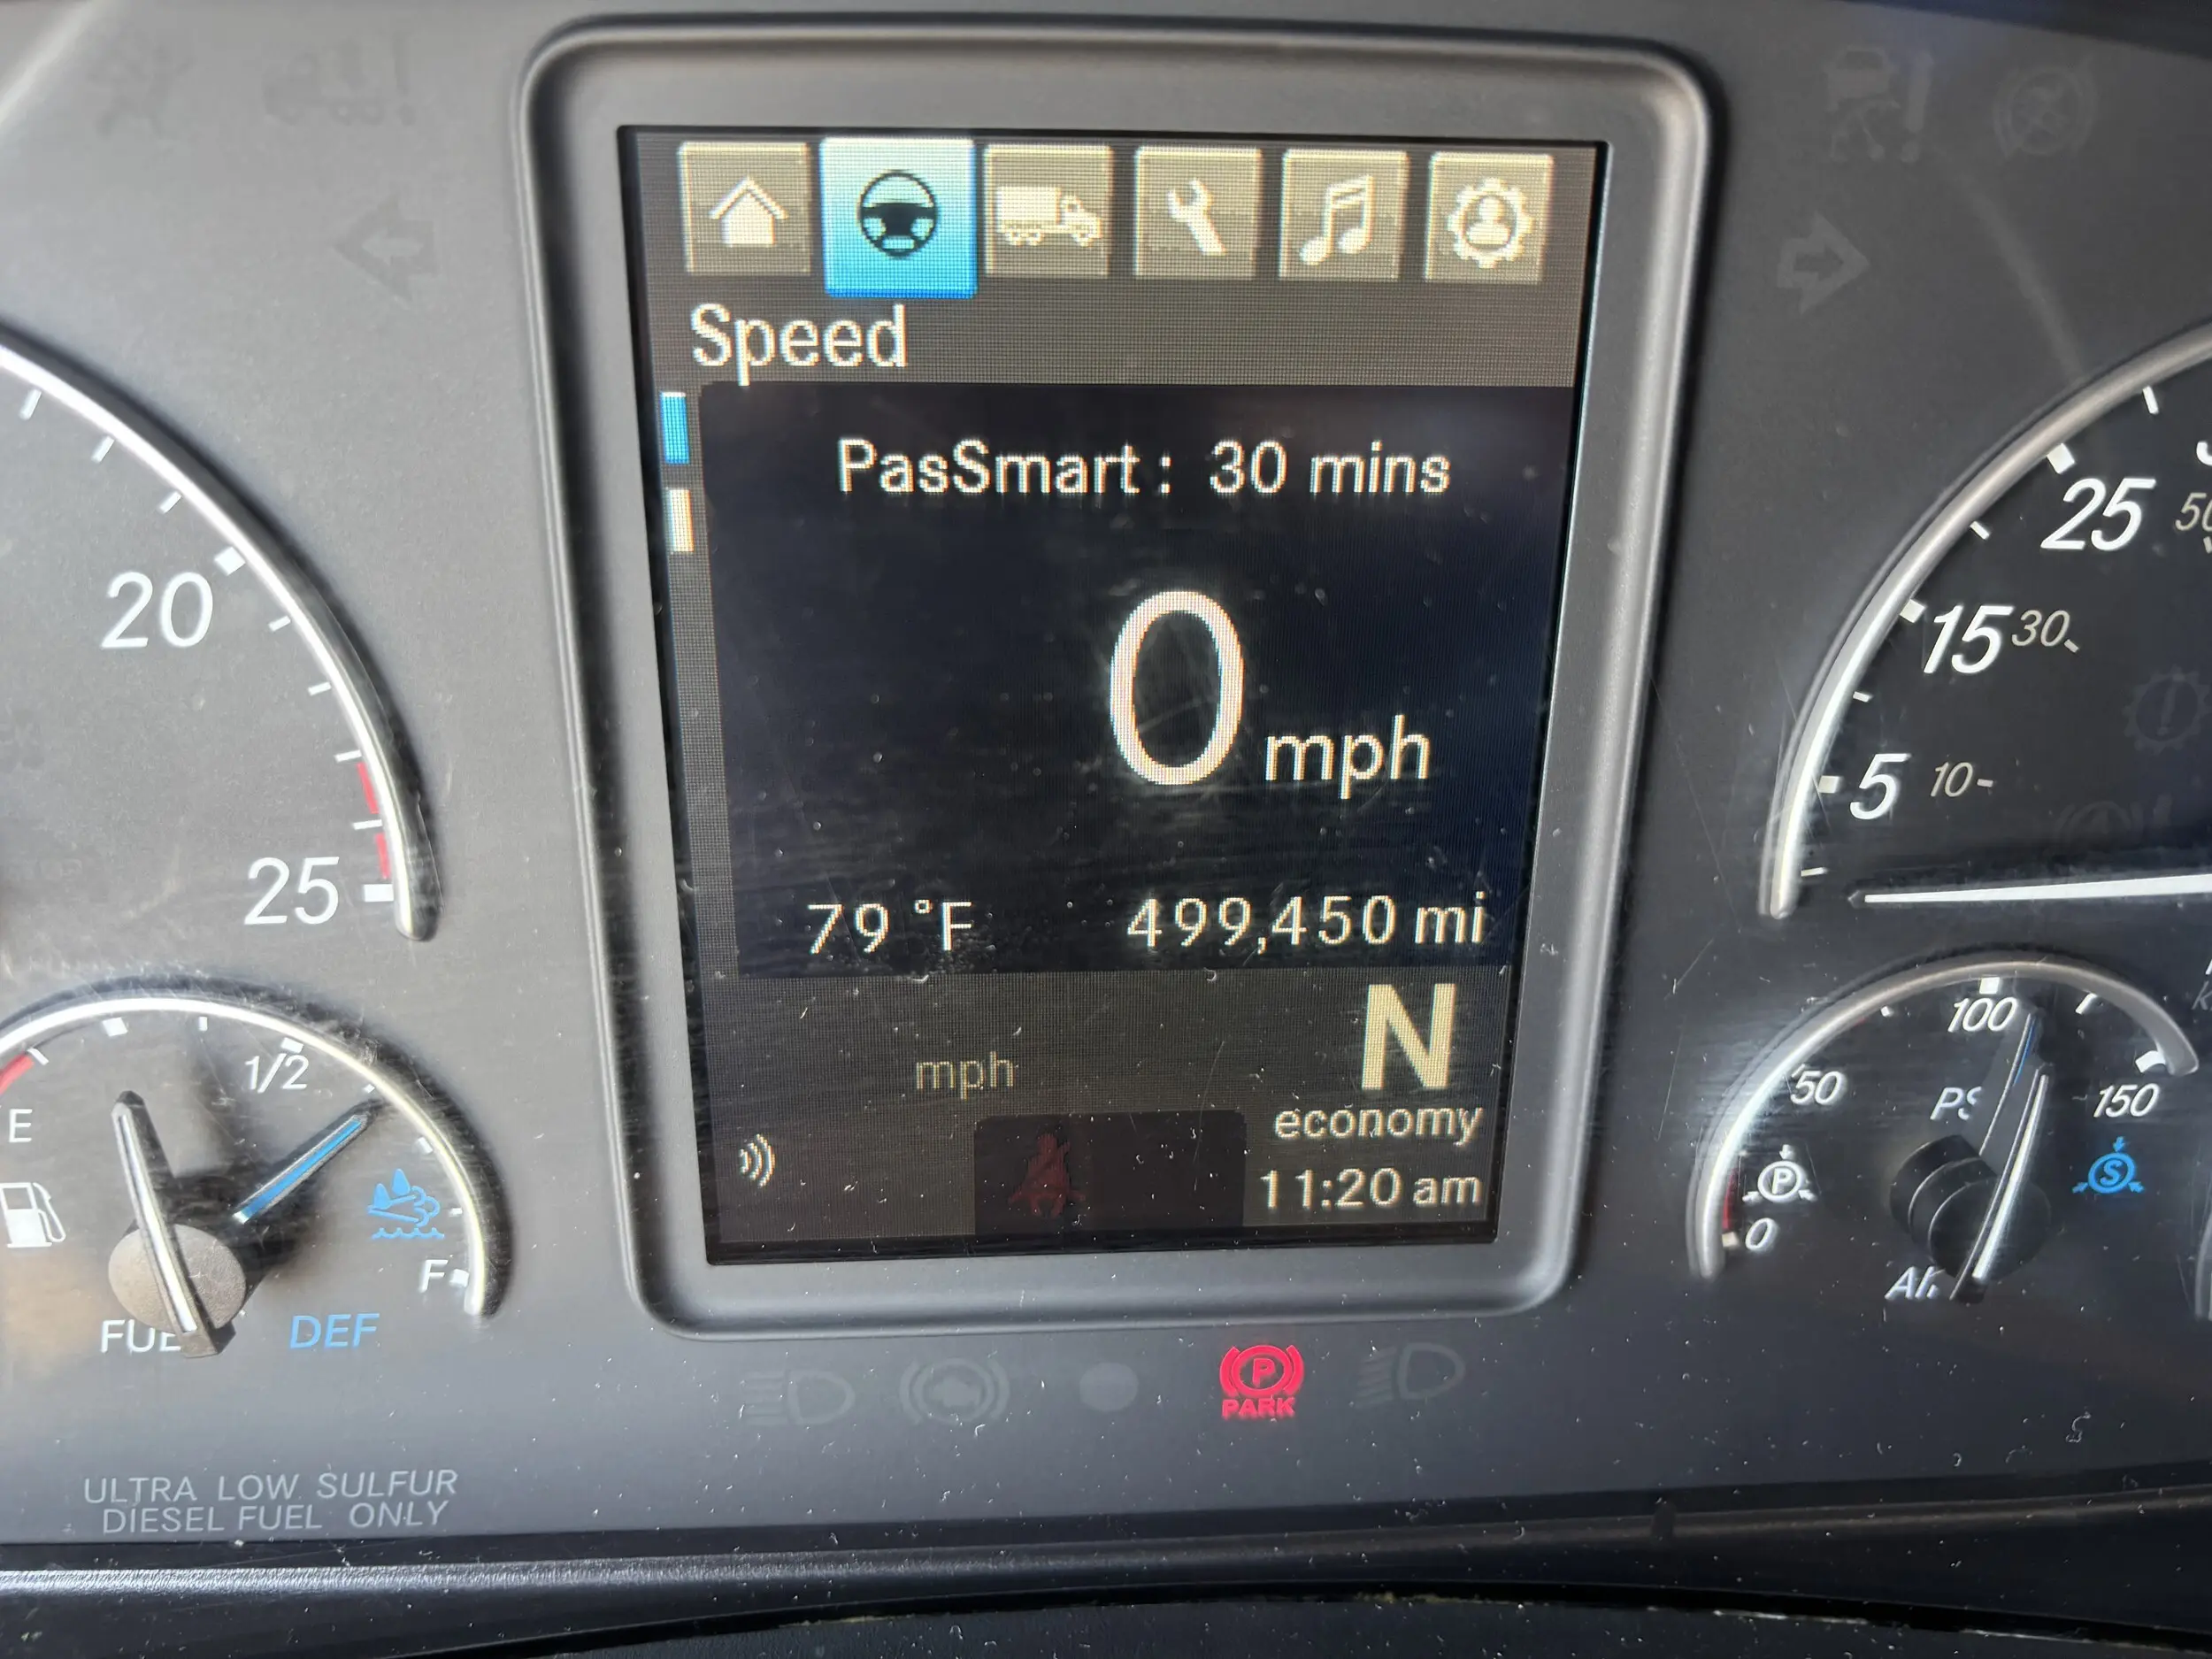 Speed
PasSmart: 30 mins
0 mph
79 °F 499,450 mi
N
mph
economy
11:20 am
20
25
E
1/2
F
DEF
25
15 30
5 10
100
50
150
0
PARK
ULTRA LOW SULFUR
DIESEL FUEL ONLY